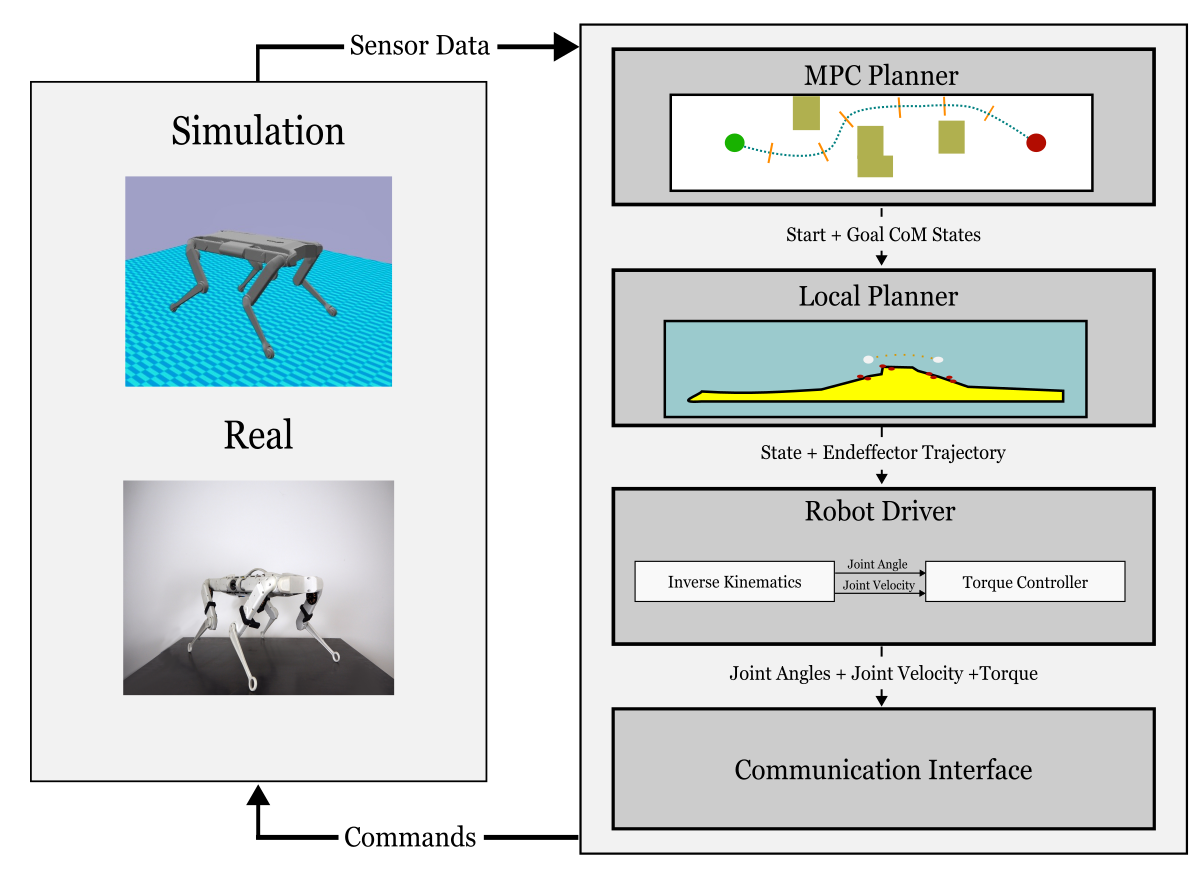 Sensor Data
Simulation
Real
Commands
MPC Planner
Start + Goal CoM States
Local Planner
State + Endeffector Trajectory
Robot Driver
Inverse Kinematics
Joint Angle
Joint Velocity
Torque Controller
Joint Angles + Joint Velocity +Torque
Communication Interface